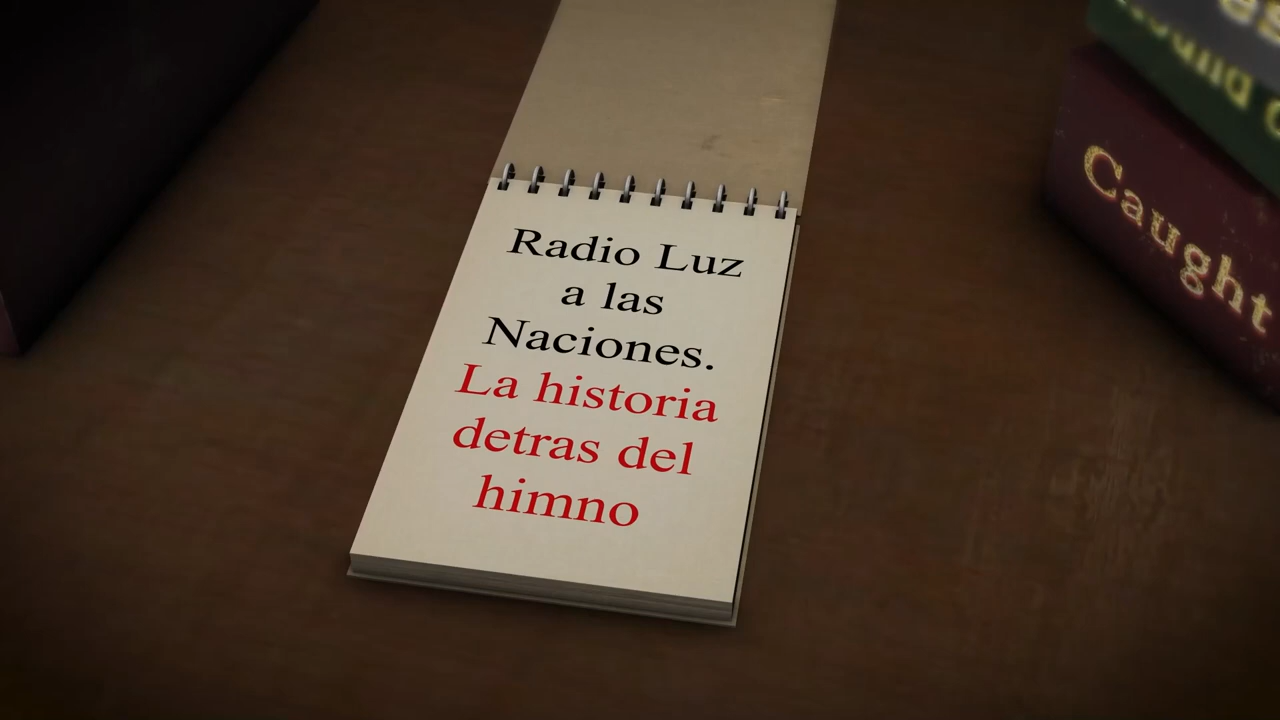 Radio Luz
a las
Naciones.
La historia
detras del
himno
Caught